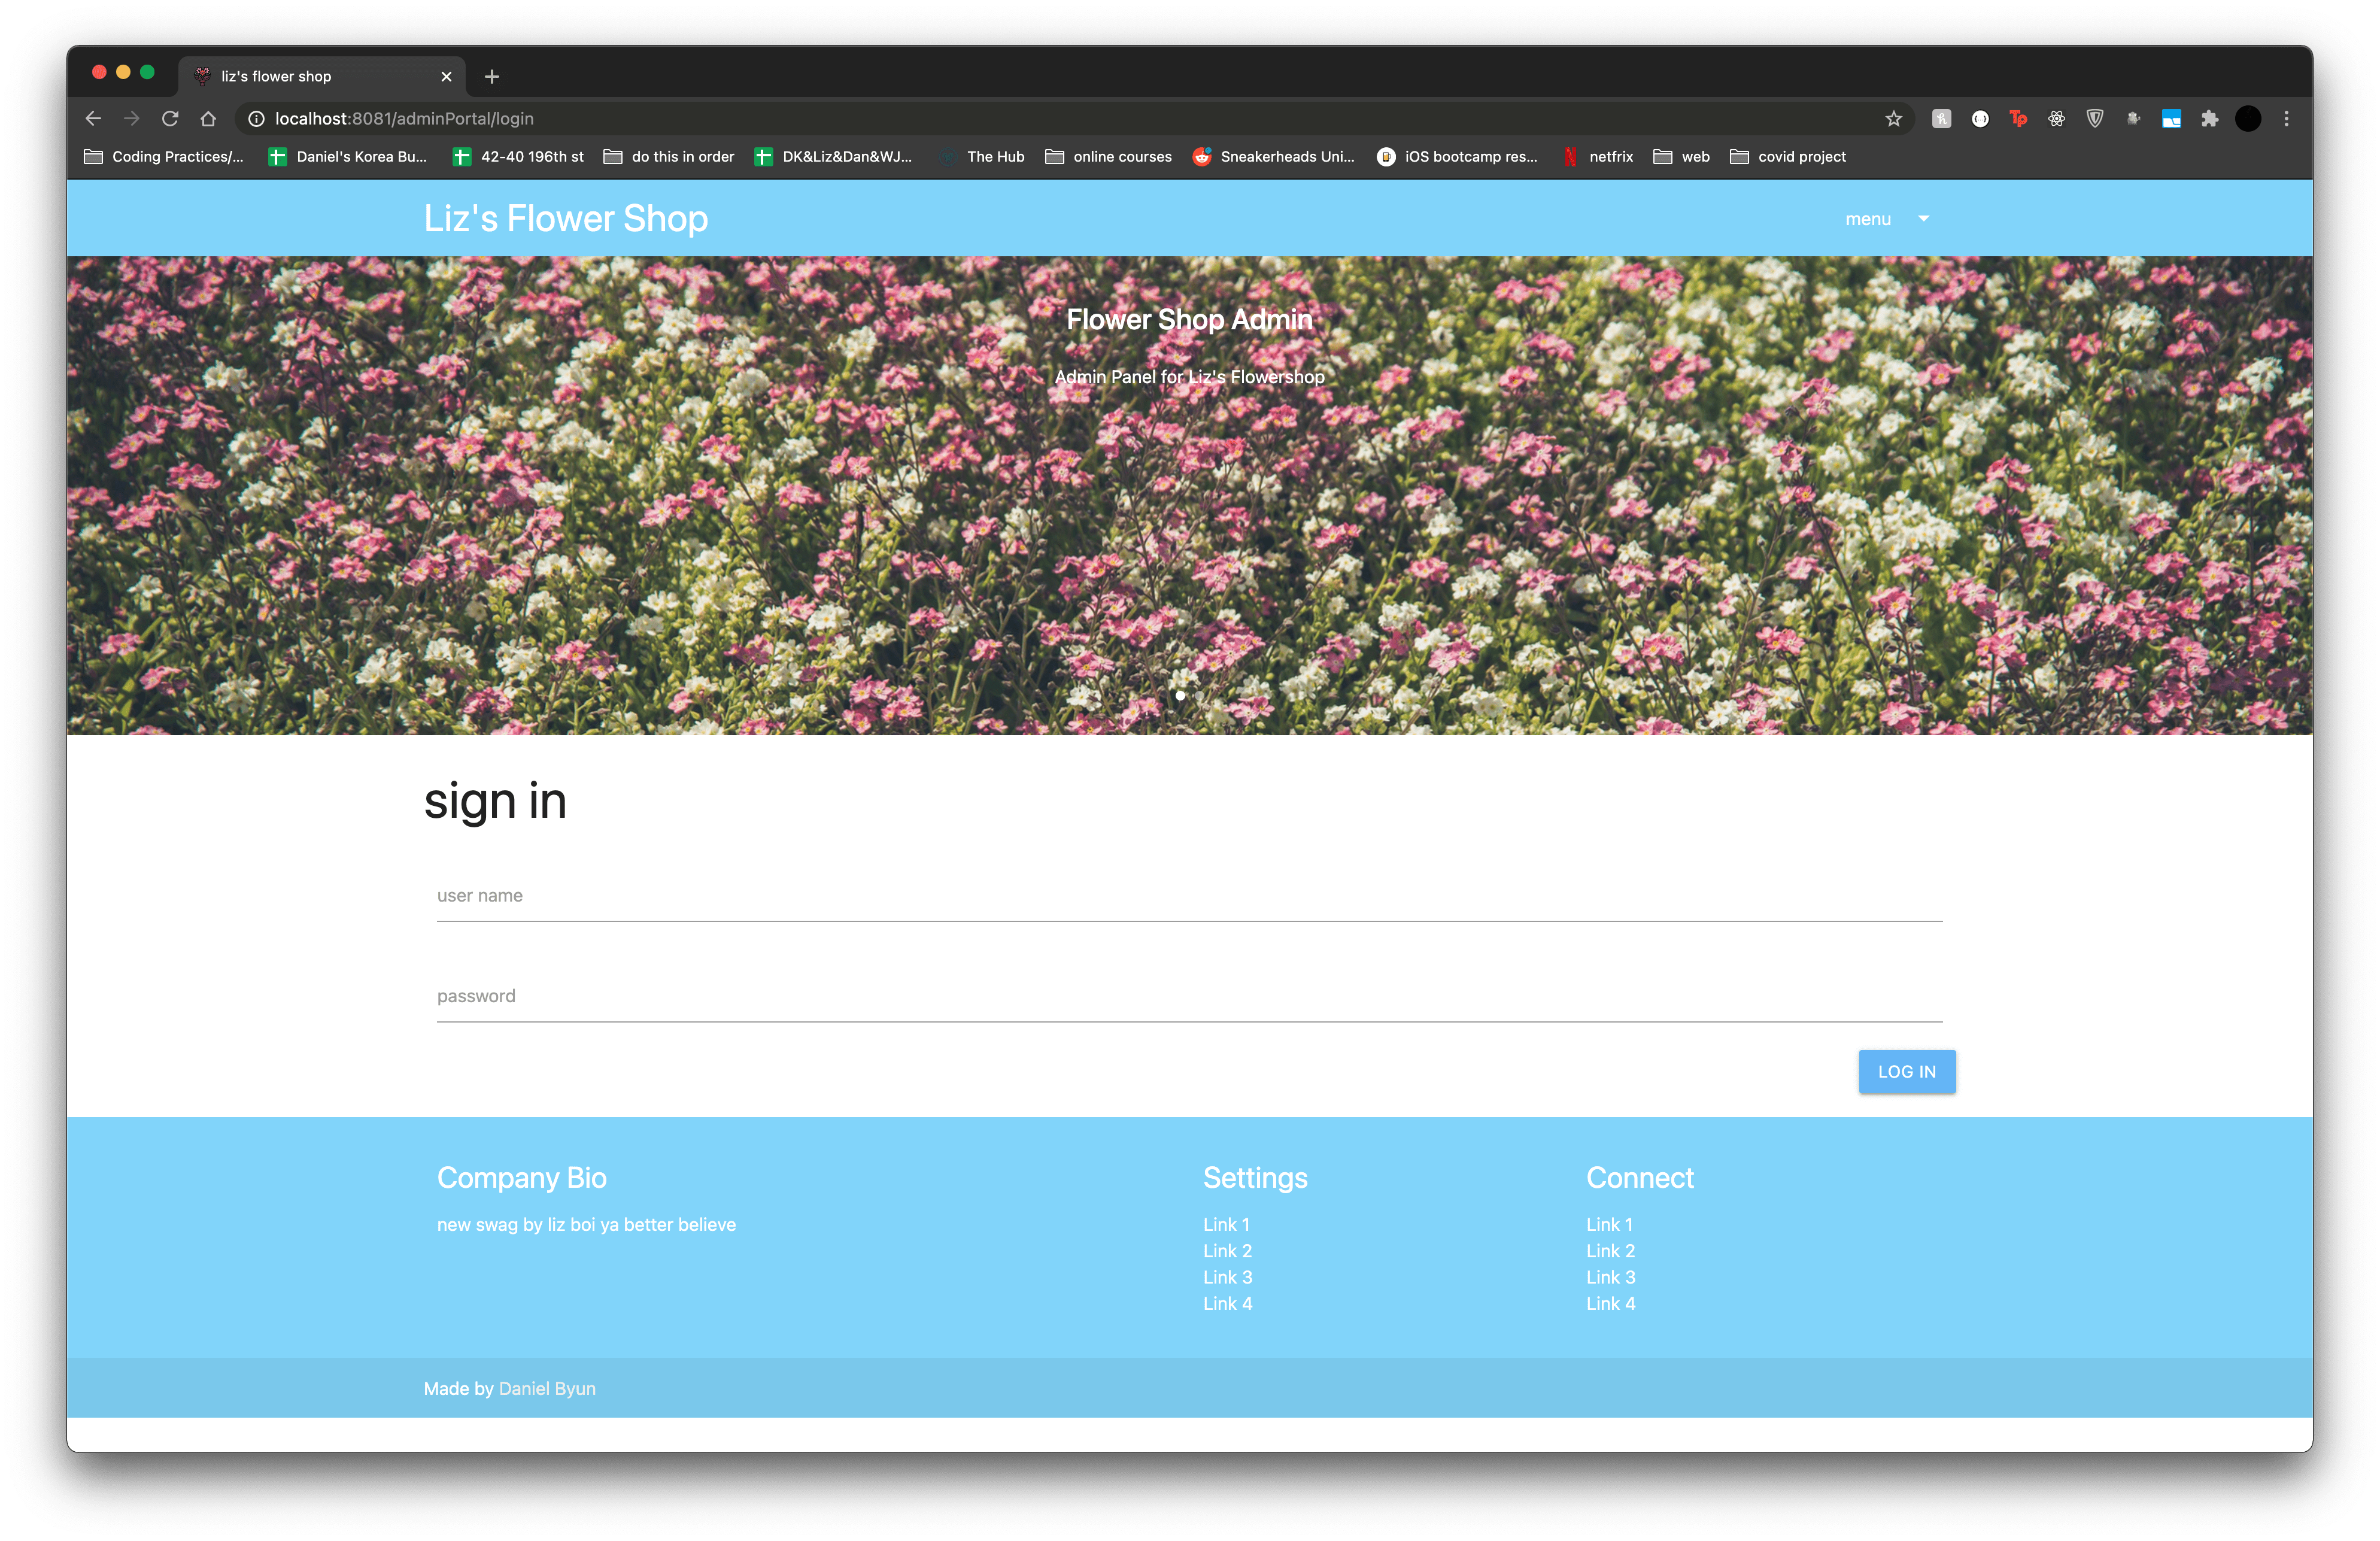 liz's flower shop
localhost:8081/adminPortal/login
Tp
Coding Practices/... Daniel's Korea Bu... 42-40 196th st do this in order DK&Liz&Dan&WJ... The Hub online courses Sneakerheads Uni... iOS bootcamp res... netfrix web covid project
Liz's Flower Shop menu
Flower Shop Admin
Admin Panel for Liz's Flowershop
sign in
user name
password
LOG IN
Company Bio
new swag by liz boi ya better believe
Settings
Link 1
Link 2
Link 3
Link 4
Connect
Link 1
Link 2
Link 3
Link 4
Made by Daniel Byun